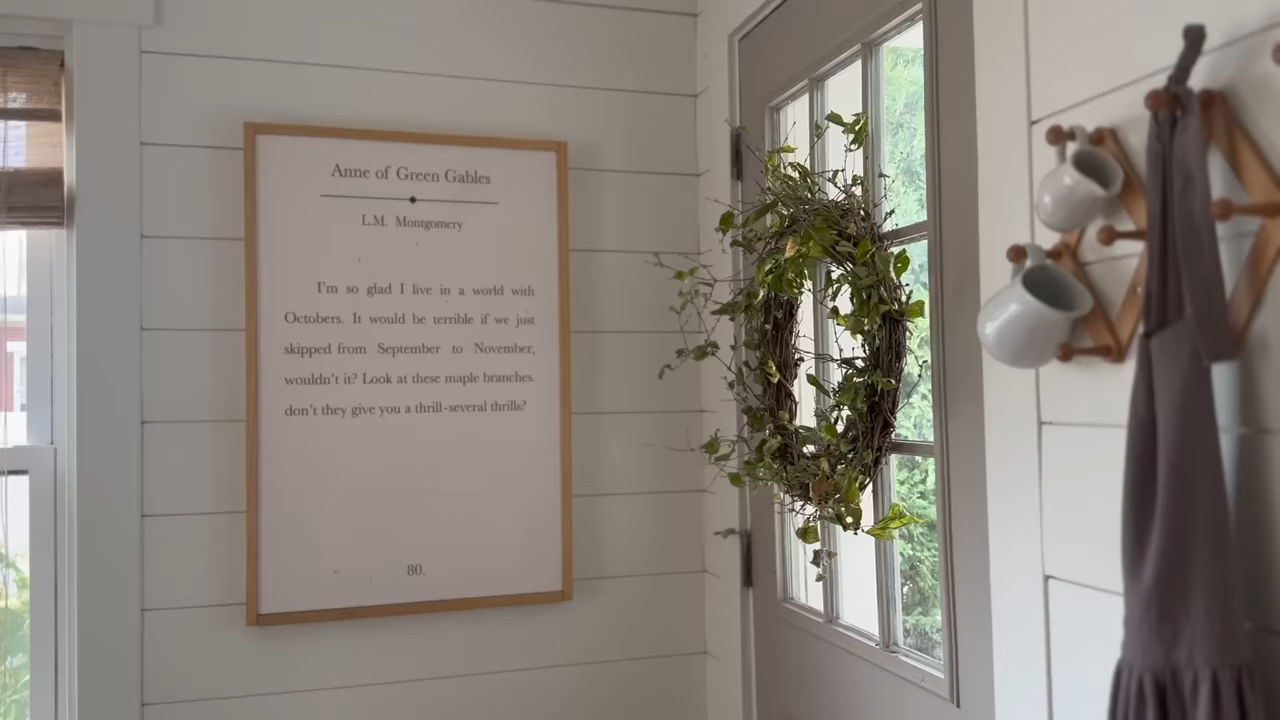 Anne of Green Gables
L.M. Montgomery
I'm so glad I live in a world with
Octobers. It would be terrible if we just
skipped from September to November,
wouldn't it? Look at these maple branches.
don't they give you a thrill-several thrills?
80.